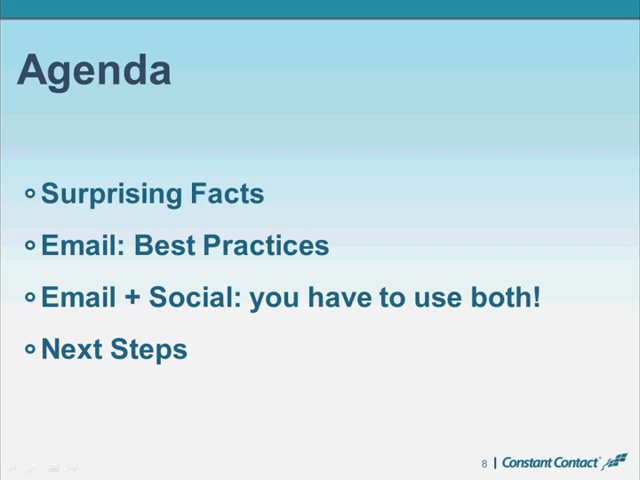 Agenda
Surprising Facts
Email: Best Practices
Email + Social: you have to use both!
Next Steps
8 | Constant Contact